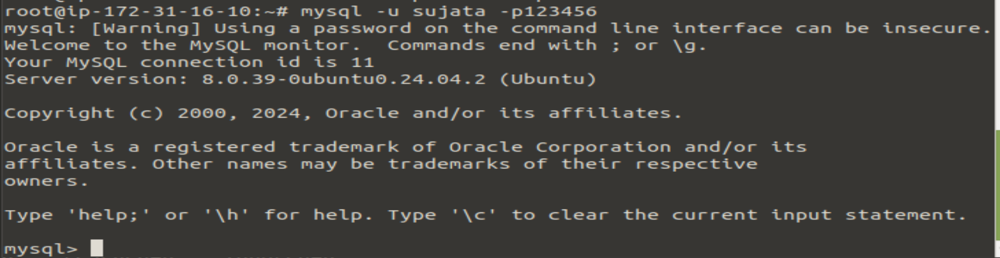 root@ip-172-31-16-10:~# mysql -u sujata -p123456
mysql: [Warning] Using a password on the command line interface can be insecure.
Welcome to the MySQL monitor.  Commands end with ; or \g.
Your MySQL connection id is 11
Server version: 8.0.39-0ubuntu0.24.04.2 (Ubuntu)
Copyright (c) 2000, 2024, Oracle and/or its affiliates.
Oracle is a registered trademark of Oracle Corporation and/or its
affiliates. Other names may be trademarks of their respective
owners.
Type 'help;' or '\h' for help. Type '\c' to clear the current input statement.
mysql>